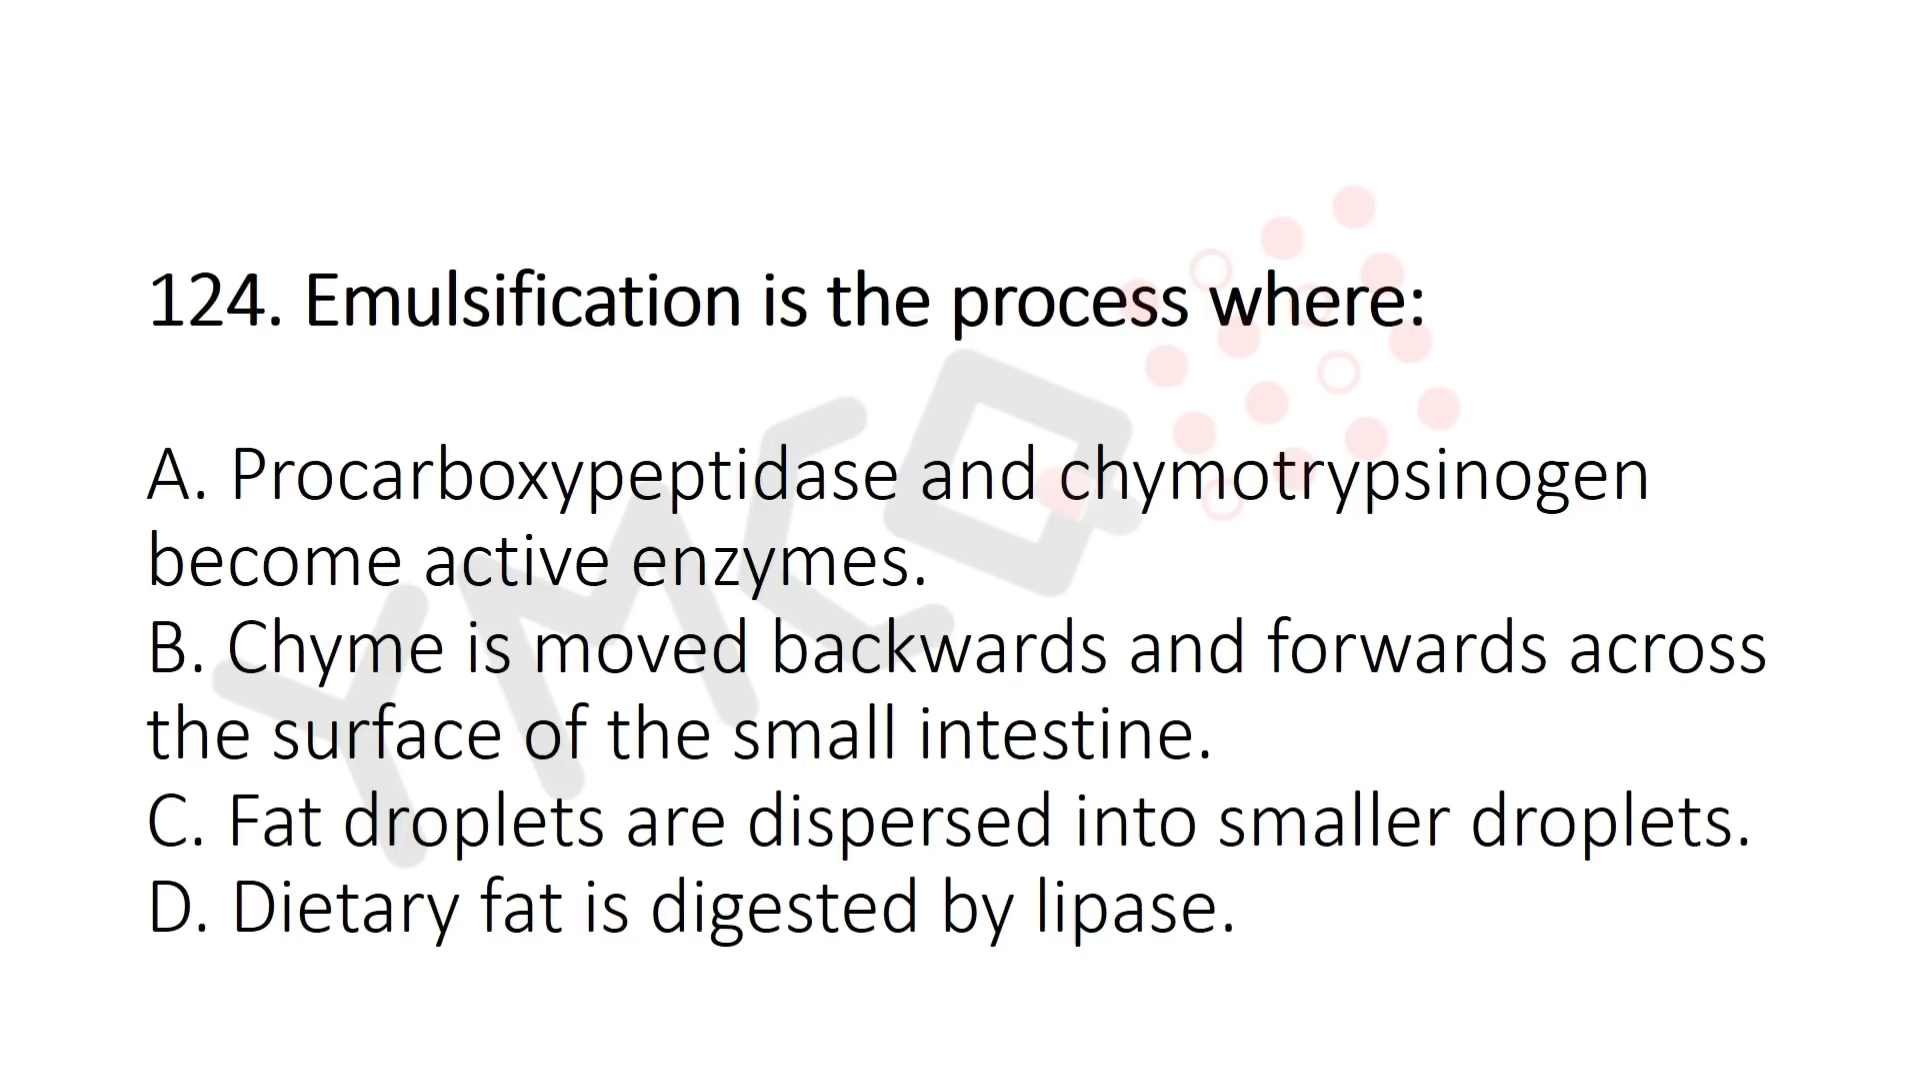 124. Emulsification is the process where:
A. Procarboxypeptidase and chymotrypsinogen
become active enzymes.
B. Chyme is moved backwards and forwards across
the surface of the small intestine.
C. Fat droplets are dispersed into smaller droplets.
D. Dietary fat is digested by lipase.
YMCQ